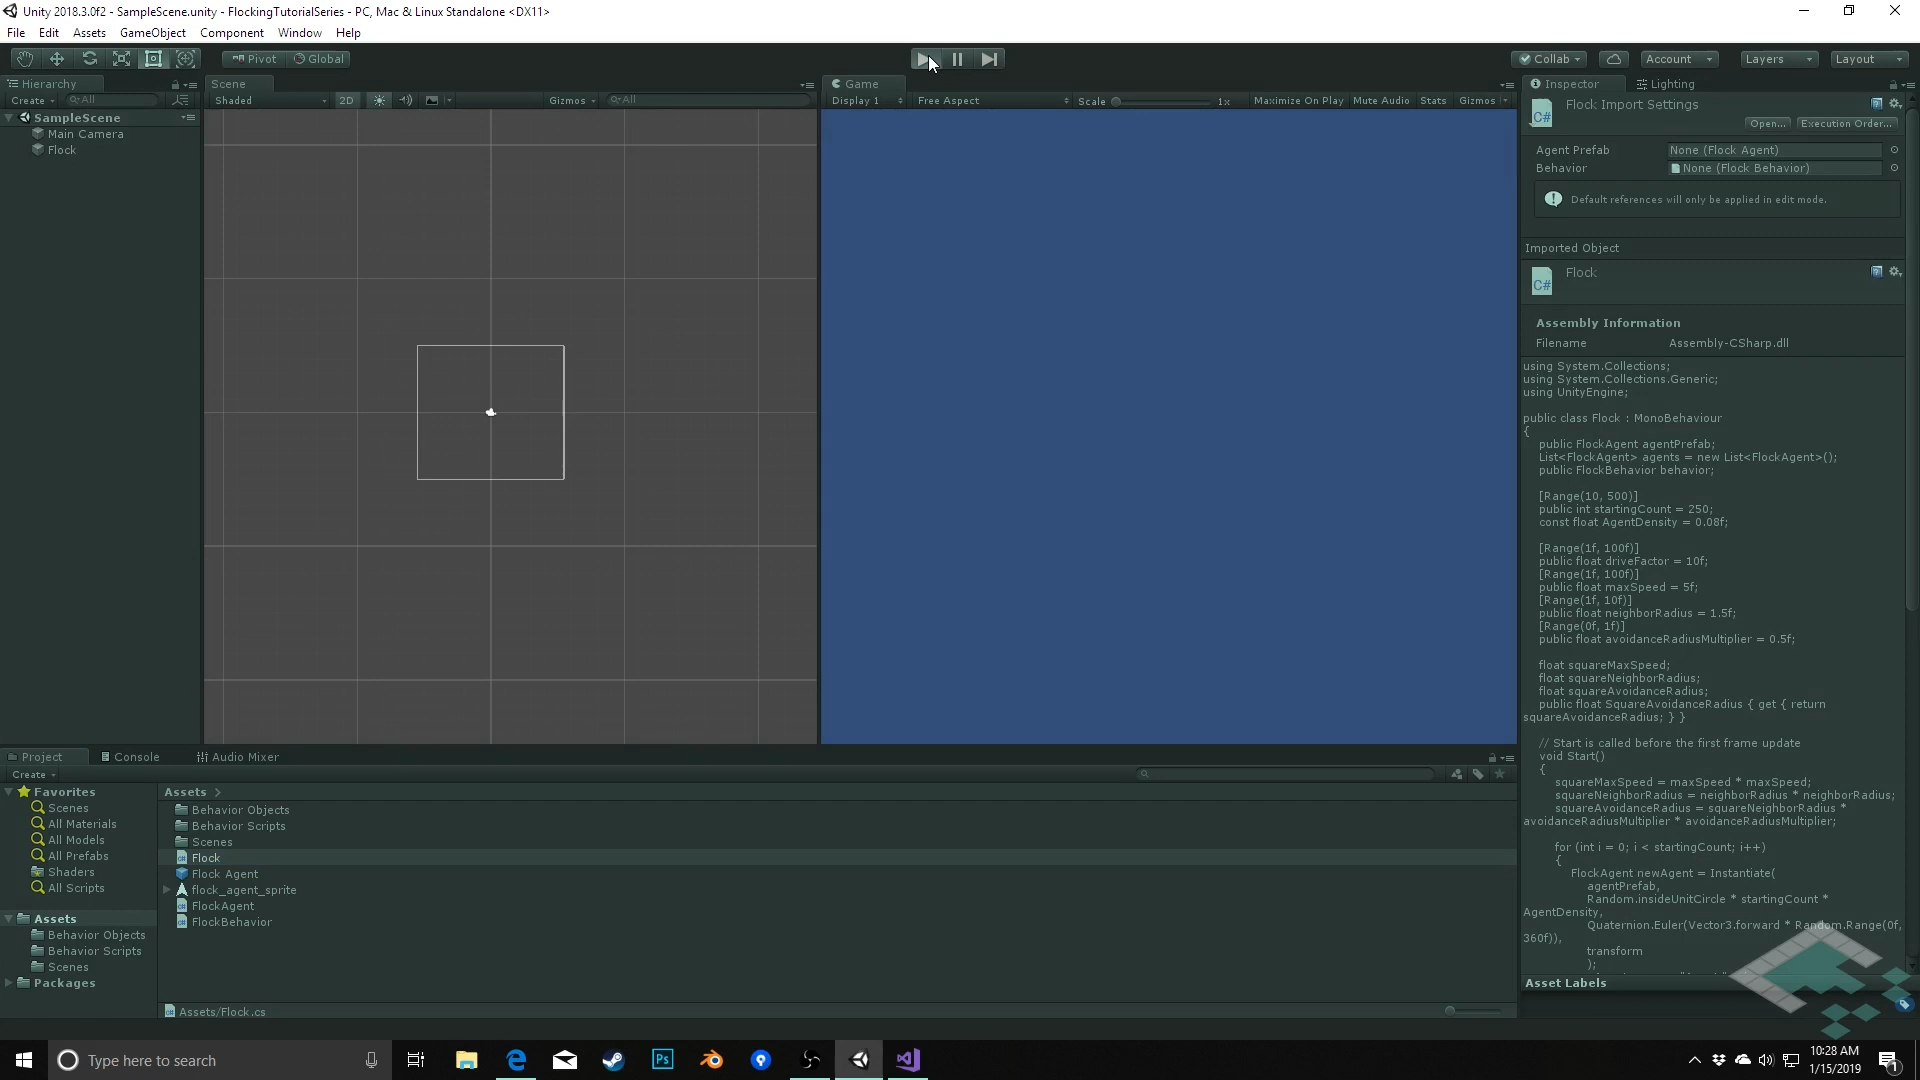 Unity 2018.3.0f2 - SampleScene.unity - FlockingTutorialSeries - PC, Mac & Linux Standalone <DX11>
File Edit Assets GameObject Component Window Help
Pivot Global
Collab Account Layers Layout
Hierarchy
Create All
SampleScene
Main Camera
Flock
Scene
Shaded 2D Gizmos All
Game
Display 1 Free Aspect Scale 1x Maximize On Play Mute Audio Stats Gizmos
Inspector Lighting
Flock Import Settings
Open... Execution Order...
Agent Prefab None (Flock Agent)
Behavior None (Flock Behavior)
Default references will only be applied in edit mode.
Imported Object
Flock
Assembly Information
Filename Assembly-CSharp.dll
using System.Collections;
using System.Collections.Generic;
using UnityEngine;
public class Flock : MonoBehaviour
{
public FlockAgent agentPrefab;
List<FlockAgent> agents = new List<FlockAgent>();
public FlockBehavior behavior;
[Range(10, 500)]
public int startingCount = 250;
const float AgentDensity = 0.08f;
[Range(1f, 100f)]
public float driveFactor = 10f;
[Range(1f, 100f)]
public float maxSpeed = 5f;
[Range(1f, 10f)]
public float neighborRadius = 1.5f;
[Range(0f, 1f)]
public float avoidanceRadiusMultiplier = 0.5f;
float squareMaxSpeed;
float squareNeighborRadius;
float squareAvoidanceRadius;
public float SquareAvoidanceRadius { get { return
squareAvoidanceRadius; } }
// Start is called before the first frame update
void Start()
{
squareMaxSpeed = maxSpeed * maxSpeed;
squareNeighborRadius = neighborRadius * neighborRadius;
squareAvoidanceRadius = squareNeighborRadius *
avoidanceRadiusMultiplier * avoidanceRadiusMultiplier;
for (int i = 0; i < startingCount; i++)
{
FlockAgent newAgent = Instantiate(
agentPrefab,
Random.insideUnitCircle * startingCount *
AgentDensity,
Quaternion.Euler(Vector3.forward * Random.Range(0f,
360f)),
transform
);
Asset Labels
Project Console Audio Mixer
Create
Favorites
Scenes
All Materials
All Models
All Prefabs
Shaders
All Scripts
Assets
Behavior Objects
Behavior Scripts
Scenes
Packages
Assets
Behavior Objects
Behavior Scripts
Scenes
Flock
Flock Agent
flock_agent_sprite
FlockAgent
FlockBehavior
Assets/Flock.cs
Type here to search
Ps
10:28 AM
1/15/2019
1